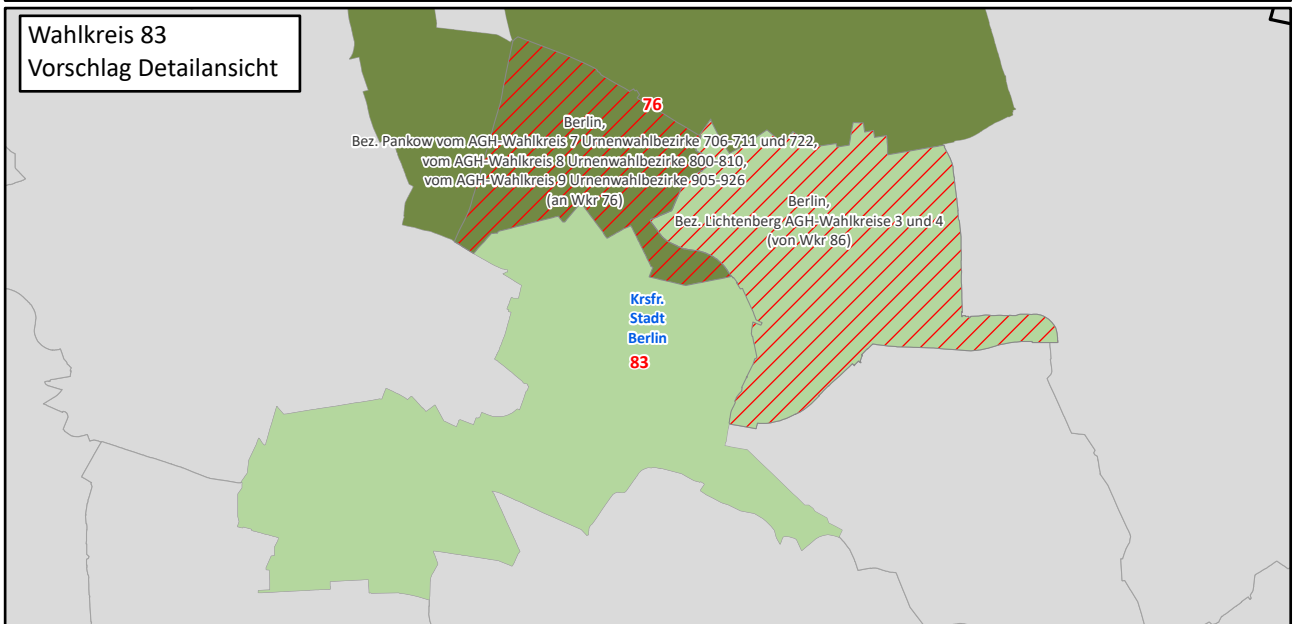 Wahlkreis 83
Vorschlag Detailansicht
76
Berlin,
Bez. Pankow vom AGH-Wahlkreis 7 Urnenwahlbezirke 706-711 und 722,
vom AGH-Wahlkreis 8 Urnenwahlbezirke 800-810,
vom AGH-Wahlkreis 9 Urnenwahlbezirke 905-926
(an Wkr 76)
Berlin,
Bez. Lichtenberg AGH-Wahlkreise 3 und 4
(von Wkr 86)
Krsfr.
Stadt
Berlin
83